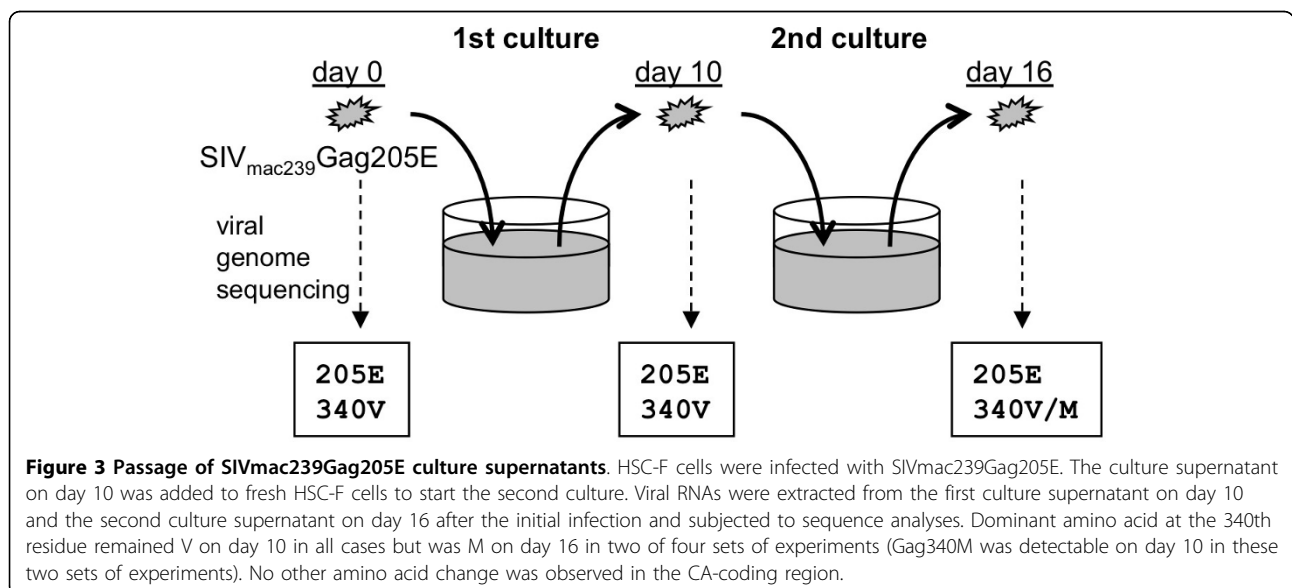 1st culture 2nd culture
day 0 day 10 day 16
SIVmac239Gag205E
viral
genome
sequencing
205E
340V
205E
340V
205E
340V/M
Figure 3 Passage of SIVmac239Gag205E culture supernatants. HSC-F cells were infected with SIVmac239Gag205E. The culture supernatant
on day 10 was added to fresh HSC-F cells to start the second culture. Viral RNAs were extracted from the first culture supernatant on day 10
and the second culture supernatant on day 16 after the initial infection and subjected to sequence analyses. Dominant amino acid at the 340th
residue remained V on day 10 in all cases but was M on day 16 in two of four sets of experiments (Gag340M was detectable on day 10 in these
two sets of experiments). No other amino acid change was observed in the CA-coding region.